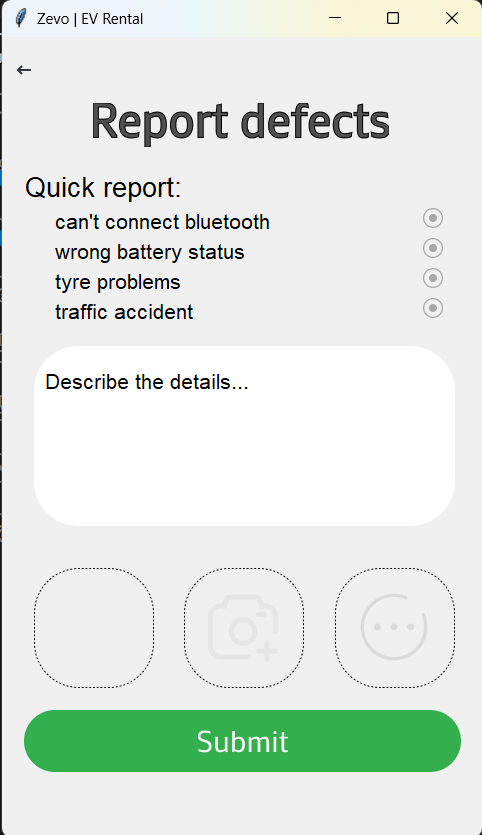 Zevo | EV Rental
Report defects
Quick report:
can't connect bluetooth
wrong battery status
tyre problems
traffic accident
Describe the details...
Submit